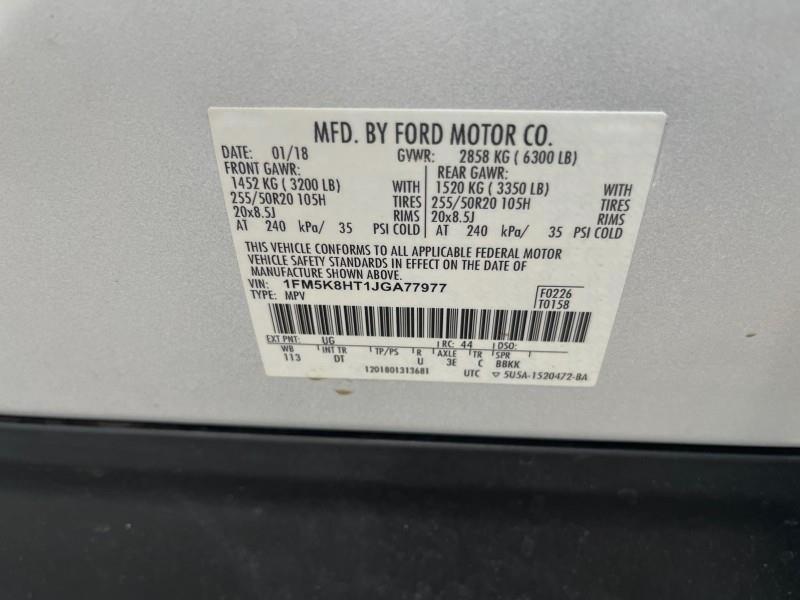 MFD. BY FORD MOTOR CO.
DATE: 01/18 GVWR: 2858 KG ( 6300 LB)
FRONT GAWR: REAR GAWR:
1452 KG ( 3200 LB) WITH 1520 KG ( 3350 LB) WITH
255/50R20 105H TIRES 255/50R20 105H TIRES
20x8.5J RIMS 20x8.5J RIMS
AT 240 kPa/ 35 PSI COLD AT 240 kPa/ 35 PSI COLD
THIS VEHICLE CONFORMS TO ALL APPLICABLE FEDERAL MOTOR
VEHICLE SAFETY STANDARDS IN EFFECT ON THE DATE OF
MANUFACTURE SHOWN ABOVE.
VIN: 1FM5K8HT1JGA77977 F0226
TYPE: MPV T0158
EXT PNT: UG RC: 44 DSO:
WB INT TR TP/PS R AXLE TR SPR
113 DT U 3E C BBKK
1201801313681 UTC ▽ 5U5A-1520472-BA